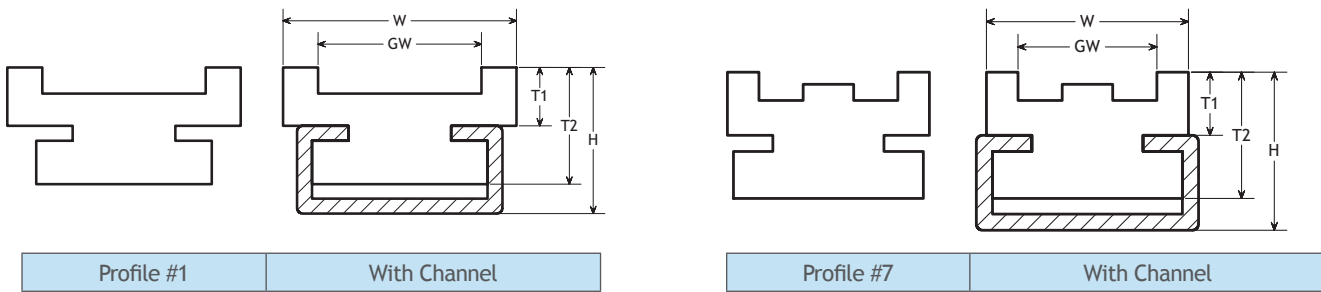 W
GW
T1
T2
H
W
GW
T1
T2
H
Profile #1
With Channel
Profile #7
With Channel